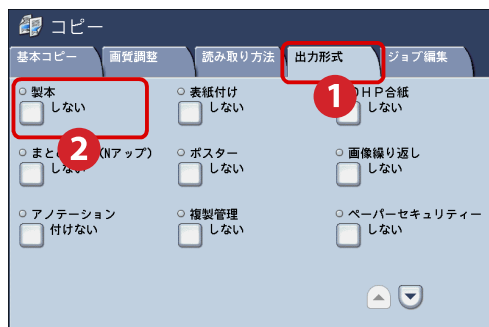 コピー
基本コピー 画質調整 読み取り方法 出力形式 ジョブ編集
製本 表紙付け HP合紙
しない しない しない
1
2
まと (Nアップ) ポスター 画像繰り返し
しない しない
アノテーション 複製管理 ペーパーセキュリティー
付けない しない しない